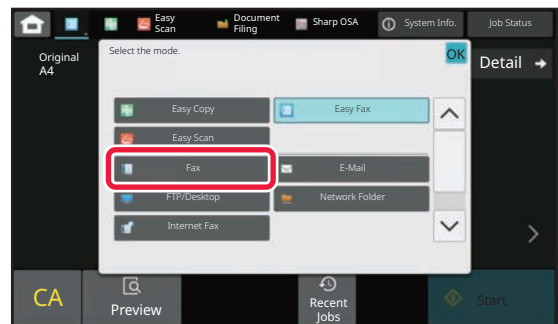 Easy Scan
Document Filing
Sharp OSA
System Info.
Job Status
Original
A4
Select the mode.
OK
Detail
Easy Copy
Easy Fax
Easy Scan
Fax
E-Mail
FTP/Desktop
Network Folder
Internet Fax
CA
Preview
Recent
Jobs
Start